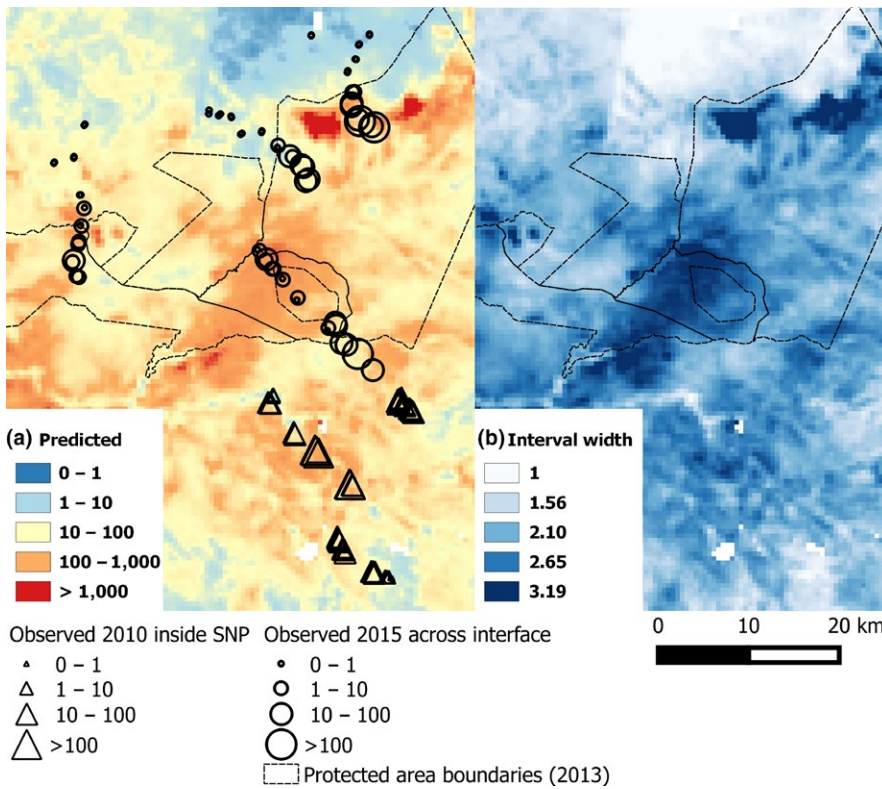 (a) Predicted
0 – 1
1 – 10
10 – 100
100 – 1,000
> 1,000
(b) Interval width
1
1.56
2.10
2.65
3.19
Observed 2010 inside SNP
0 – 1
1 – 10
10 – 100
>100
Observed 2015 across interface
0 – 1
1 – 10
10 – 100
>100
Protected area boundaries (2013)
0 10 20 km